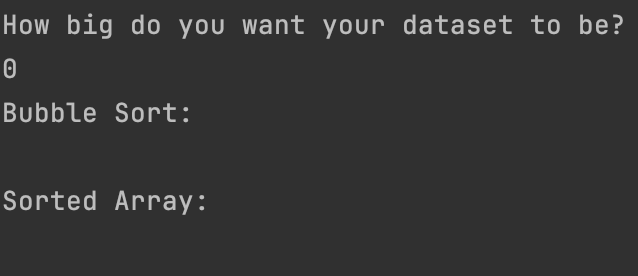 How big do you want your dataset to be?
0
Bubble Sort:
Sorted Array: